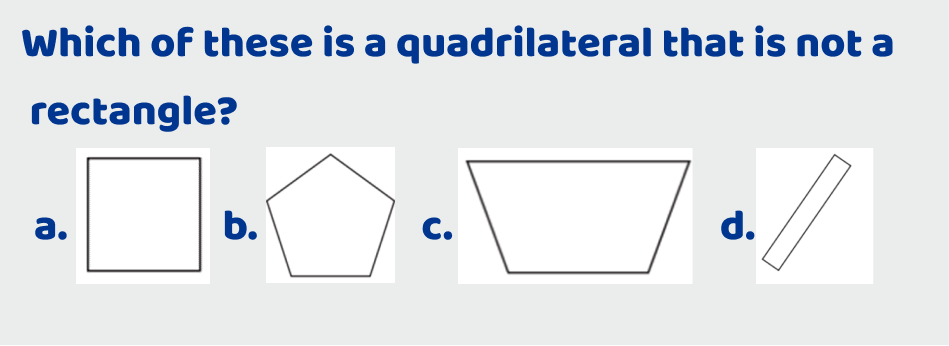 Which of these is a quadrilateral that is not a
rectangle?
a. b. c. d.